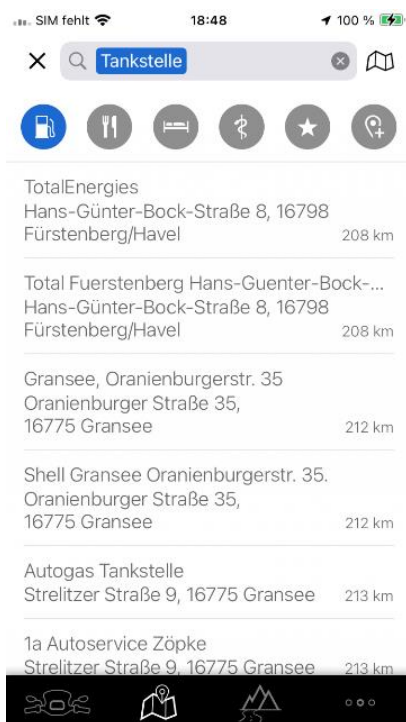 SIM fehlt 18:48 100 %
Tankstelle
TotalEnergies
Hans-Günter-Bock-Straße 8, 16798
Fürstenberg/Havel 208 km
Total Fuerstenberg Hans-Guenter-Bock-...
Hans-Günter-Bock-Straße 8, 16798
Fürstenberg/Havel 208 km
Gransee, Oranienburgerstr. 35
Oranienburger Straße 35,
16775 Gransee 212 km
Shell Gransee Oranienburgerstr. 35.
Oranienburger Straße 35,
16775 Gransee 212 km
Autogas Tankstelle
Strelitzer Straße 9, 16775 Gransee 213 km
1a Autoservice Zöpke
Strelitzer Straße 9, 16775 Gransee 213 km